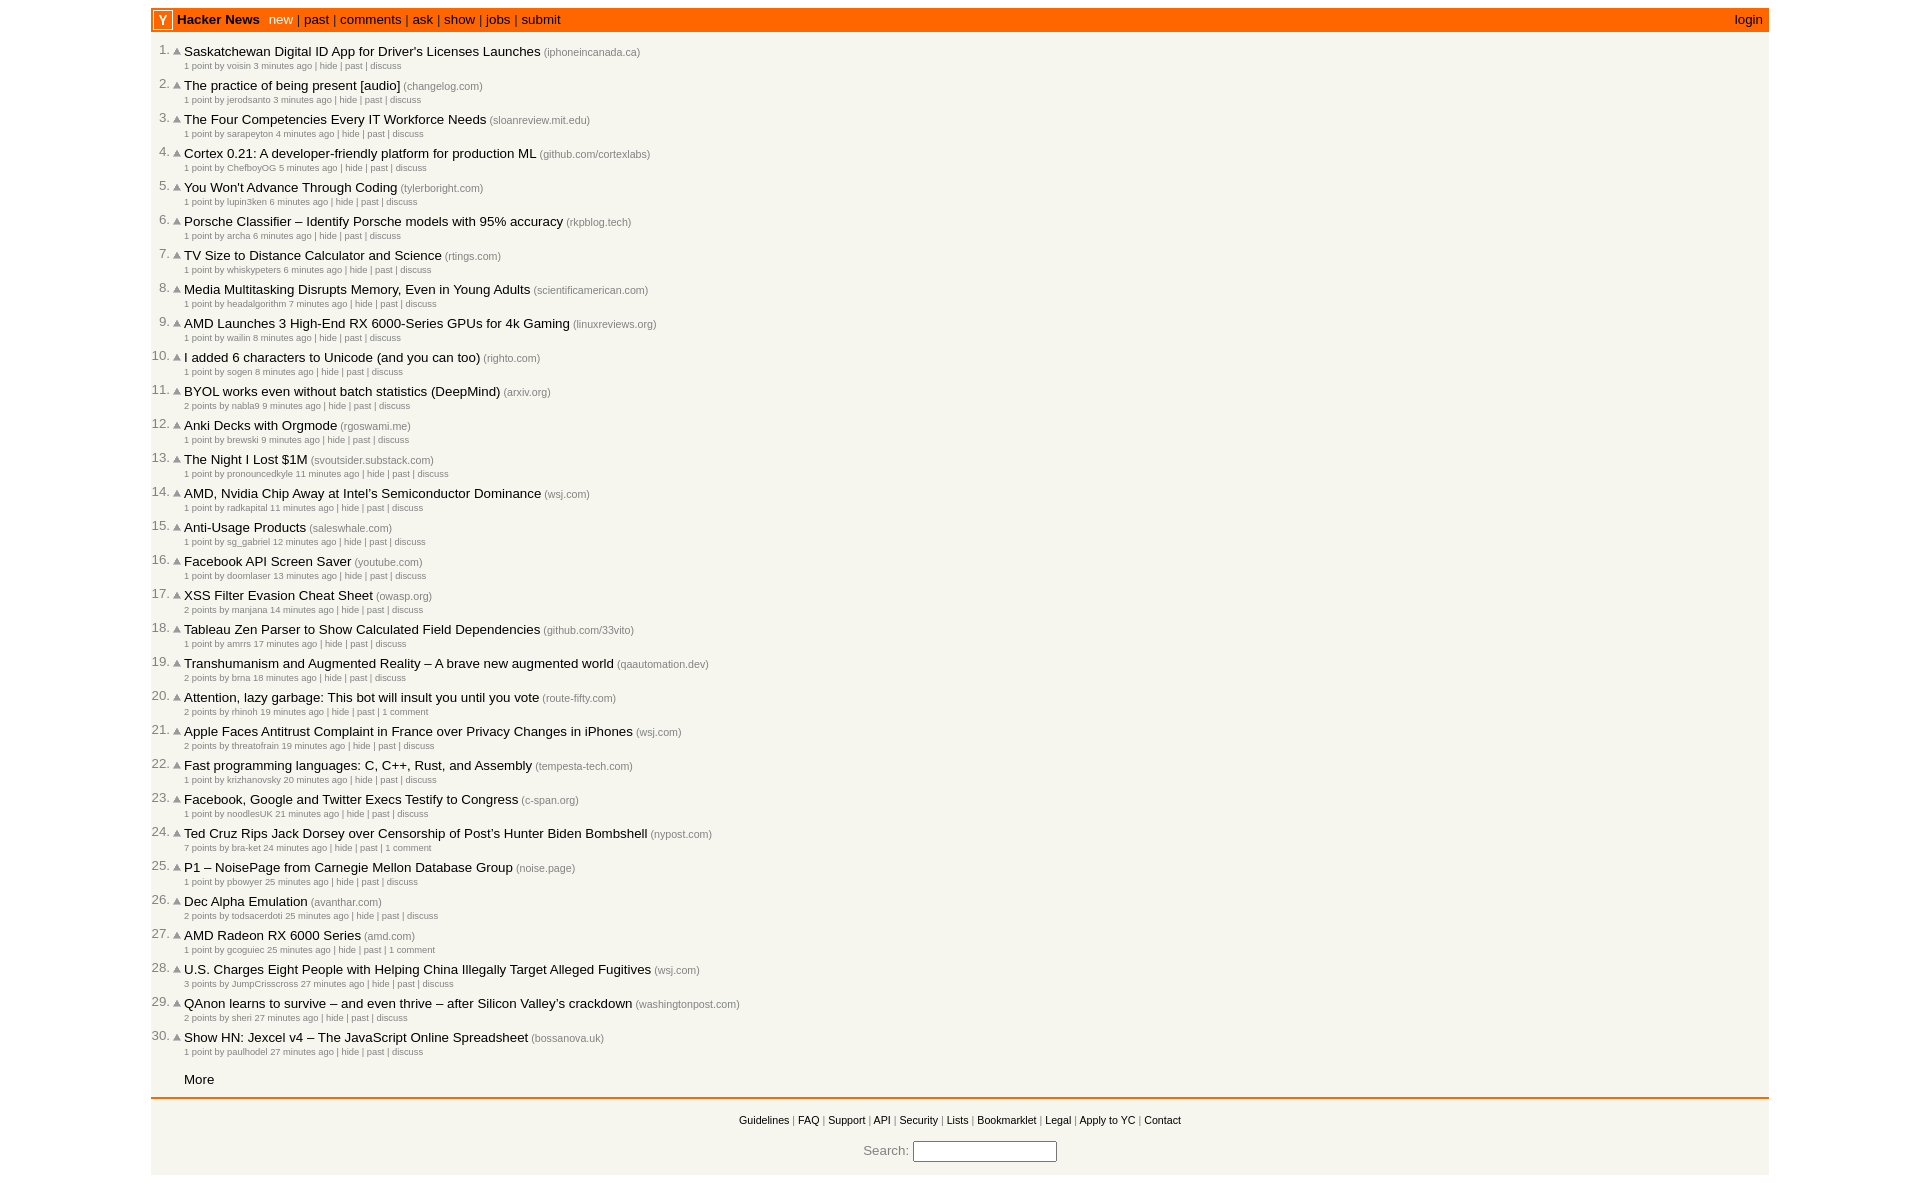 Y Hacker News new | past | comments | ask | show | jobs | submit login
1. Saskatchewan Digital ID App for Driver's Licenses Launches (iphoneincanada.ca)
1 point by voisin 3 minutes ago | hide | past | discuss
2. The practice of being present [audio] (changelog.com)
1 point by jerodsanto 3 minutes ago | hide | past | discuss
3. The Four Competencies Every IT Workforce Needs (sloanreview.mit.edu)
1 point by sarapeyton 4 minutes ago | hide | past | discuss
4. Cortex 0.21: A developer-friendly platform for production ML (github.com/cortexlabs)
1 point by ChefboyOG 5 minutes ago | hide | past | discuss
5. You Won't Advance Through Coding (tylerboright.com)
1 point by lupin3ken 6 minutes ago | hide | past | discuss
6. Porsche Classifier – Identify Porsche models with 95% accuracy (rkpblog.tech)
1 point by archa 6 minutes ago | hide | past | discuss
7. TV Size to Distance Calculator and Science (rtings.com)
1 point by whiskypeters 6 minutes ago | hide | past | discuss
8. Media Multitasking Disrupts Memory, Even in Young Adults (scientificamerican.com)
1 point by headalgorithm 7 minutes ago | hide | past | discuss
9. AMD Launches 3 High-End RX 6000-Series GPUs for 4k Gaming (linuxreviews.org)
1 point by wailin 8 minutes ago | hide | past | discuss
10. I added 6 characters to Unicode (and you can too) (righto.com)
1 point by sogen 8 minutes ago | hide | past | discuss
11. BYOL works even without batch statistics (DeepMind) (arxiv.org)
2 points by nabla9 9 minutes ago | hide | past | discuss
12. Anki Decks with Orgmode (rgoswami.me)
1 point by brewski 9 minutes ago | hide | past | discuss
13. The Night I Lost $1M (svoutsider.substack.com)
1 point by pronouncedkyle 11 minutes ago | hide | past | discuss
14. AMD, Nvidia Chip Away at Intel’s Semiconductor Dominance (wsj.com)
1 point by radkapital 11 minutes ago | hide | past | discuss
15. Anti-Usage Products (saleswhale.com)
1 point by sg_gabriel 12 minutes ago | hide | past | discuss
16. Facebook API Screen Saver (youtube.com)
1 point by doomlaser 13 minutes ago | hide | past | discuss
17. XSS Filter Evasion Cheat Sheet (owasp.org)
2 points by manjana 14 minutes ago | hide | past | discuss
18. Tableau Zen Parser to Show Calculated Field Dependencies (github.com/33vito)
1 point by amrrs 17 minutes ago | hide | past | discuss
19. Transhumanism and Augmented Reality – A brave new augmented world (qaautomation.dev)
2 points by brna 18 minutes ago | hide | past | discuss
20. Attention, lazy garbage: This bot will insult you until you vote (route-fifty.com)
2 points by rhinoh 19 minutes ago | hide | past | 1 comment
21. Apple Faces Antitrust Complaint in France over Privacy Changes in iPhones (wsj.com)
2 points by threatofrain 19 minutes ago | hide | past | discuss
22. Fast programming languages: C, C++, Rust, and Assembly (tempesta-tech.com)
1 point by krizhanovsky 20 minutes ago | hide | past | discuss
23. Facebook, Google and Twitter Execs Testify to Congress (c-span.org)
1 point by noodlesUK 21 minutes ago | hide | past | discuss
24. Ted Cruz Rips Jack Dorsey over Censorship of Post’s Hunter Biden Bombshell (nypost.com)
7 points by bra-ket 24 minutes ago | hide | past | 1 comment
25. P1 – NoisePage from Carnegie Mellon Database Group (noise.page)
1 point by pbowyer 25 minutes ago | hide | past | discuss
26. Dec Alpha Emulation (avanthar.com)
2 points by todsacerdoti 25 minutes ago | hide | past | discuss
27. AMD Radeon RX 6000 Series (amd.com)
1 point by gcoguiec 25 minutes ago | hide | past | 1 comment
28. U.S. Charges Eight People with Helping China Illegally Target Alleged Fugitives (wsj.com)
3 points by JumpCrisscross 27 minutes ago | hide | past | discuss
29. QAnon learns to survive – and even thrive – after Silicon Valley’s crackdown (washingtonpost.com)
2 points by sheri 27 minutes ago | hide | past | discuss
30. Show HN: Jexcel v4 – The JavaScript Online Spreadsheet (bossanova.uk)
1 point by paulhodel 27 minutes ago | hide | past | discuss
More
Guidelines | FAQ | Support | API | Security | Lists | Bookmarklet | Legal | Apply to YC | Contact
Search: